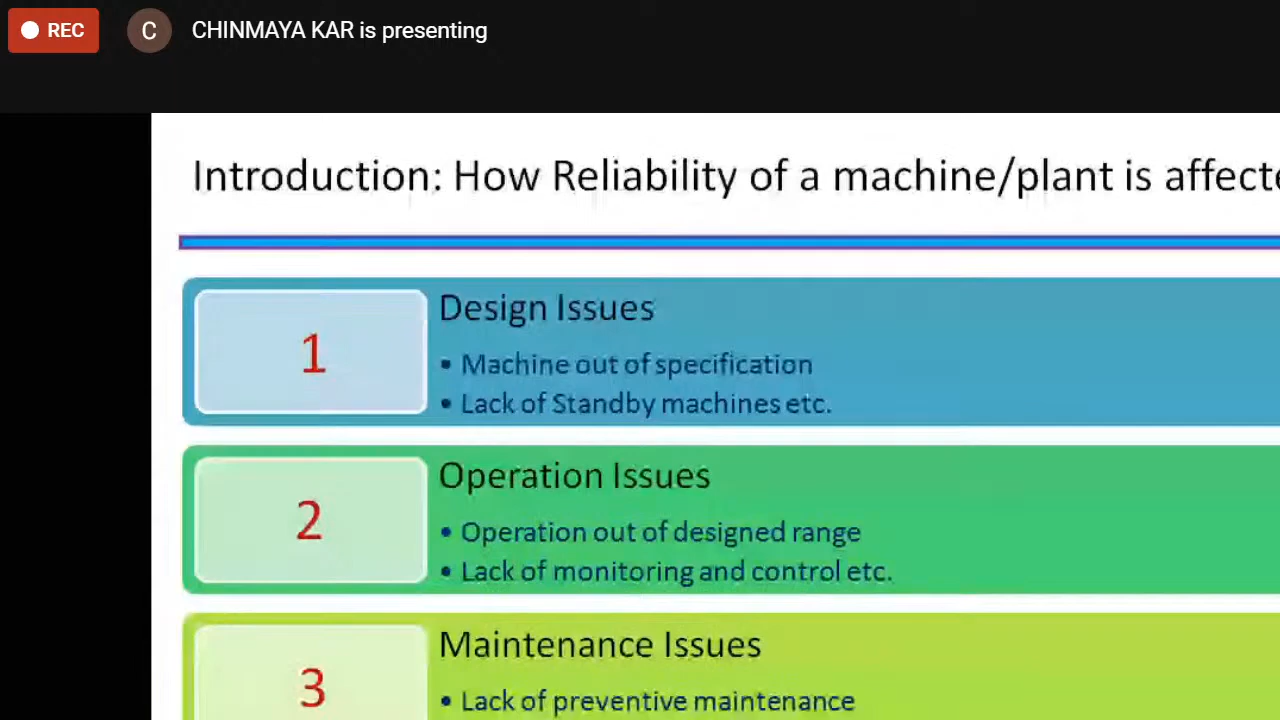 REC
C
CHINMAYA KAR is presenting
Introduction: How Reliability of a machine/plant is affecte
1
Design Issues
• Machine out of specification
• Lack of Standby machines etc.
2
Operation Issues
• Operation out of designed range
• Lack of monitoring and control etc.
3
Maintenance Issues
• Lack of preventive maintenance